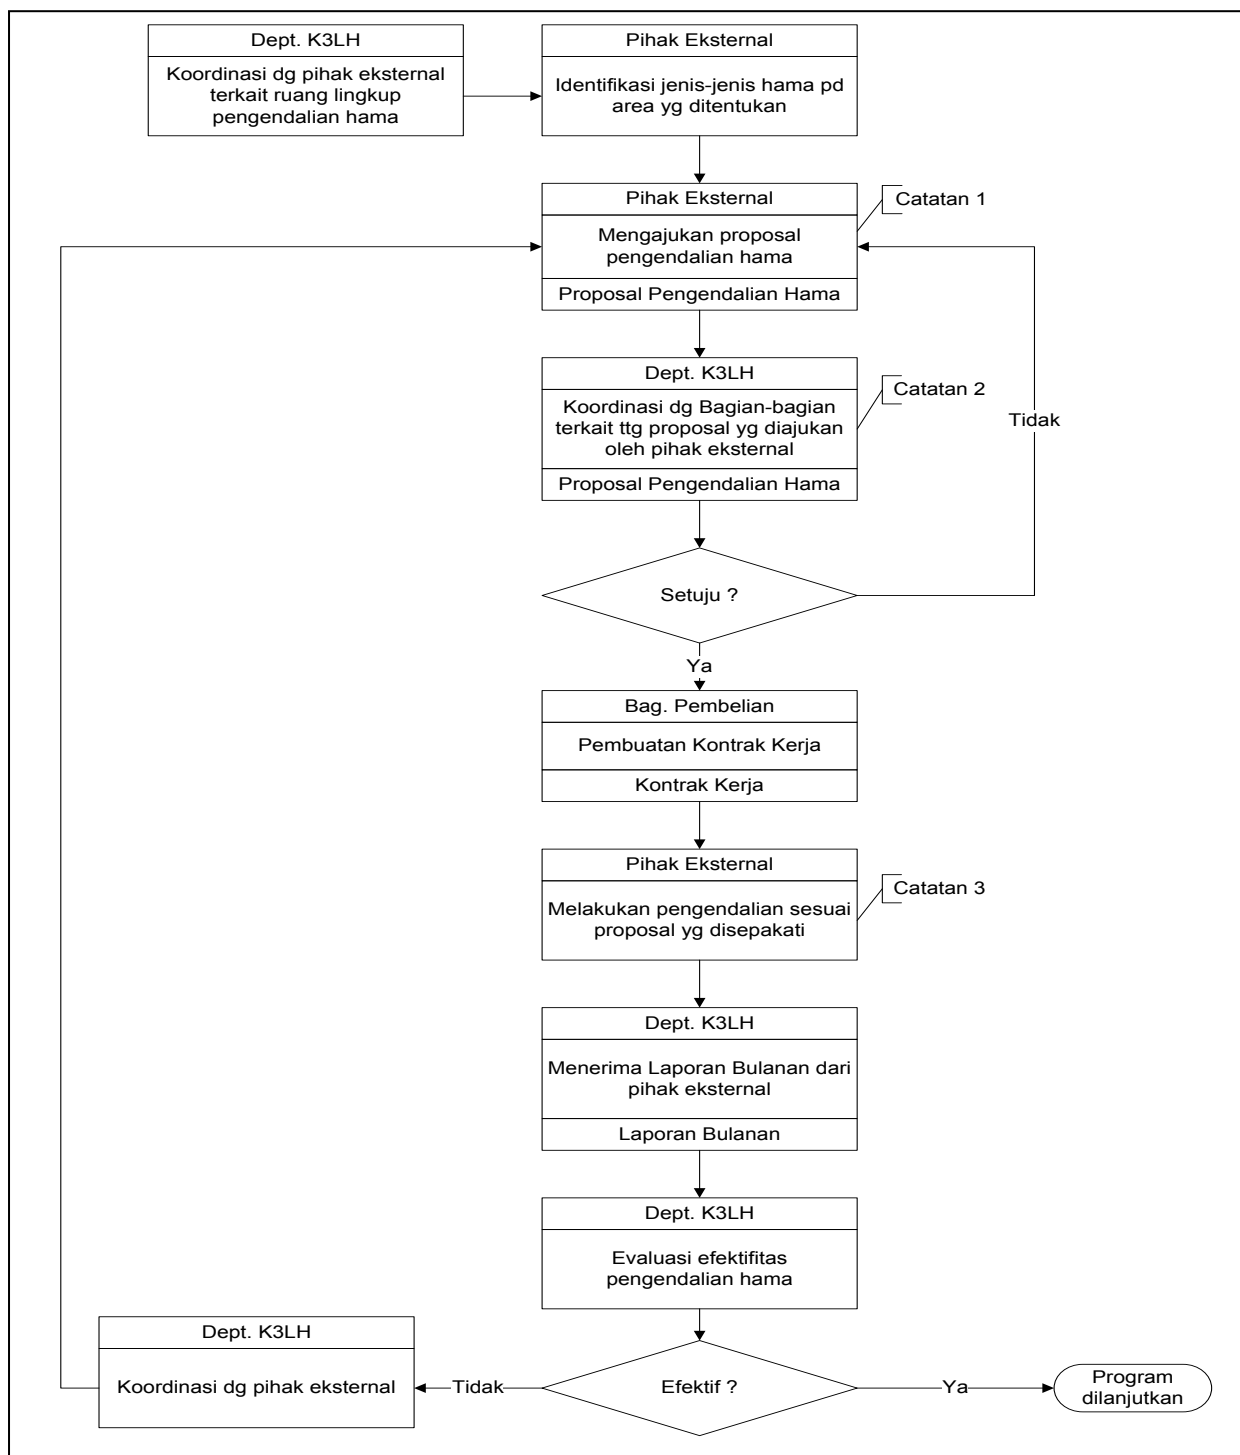 Dept. K3LH
Koordinasi dg pihak eksternal
terkait ruang lingkup
pengendalian hama
Pihak Eksternal
Identifikasi jenis-jenis hama pd
area yg ditentukan
Pihak Eksternal
Mengajukan proposal
pengendalian hama
Proposal Pengendalian Hama
Catatan 1
Dept. K3LH
Koordinasi dg Bagian-bagian
terkait ttg proposal yg diajukan
oleh pihak eksternal
Proposal Pengendalian Hama
Catatan 2
Tidak
Setuju ?
Ya
Bag. Pembelian
Pembuatan Kontrak Kerja
Kontrak Kerja
Pihak Eksternal
Melakukan pengendalian sesuai
proposal yg disepakati
Catatan 3
Dept. K3LH
Menerima Laporan Bulanan dari
pihak eksternal
Laporan Bulanan
Dept. K3LH
Evaluasi efektifitas
pengendalian hama
Dept. K3LH
Koordinasi dg pihak eksternal
Tidak
Efektif ?
Ya
Program
dilanjutkan